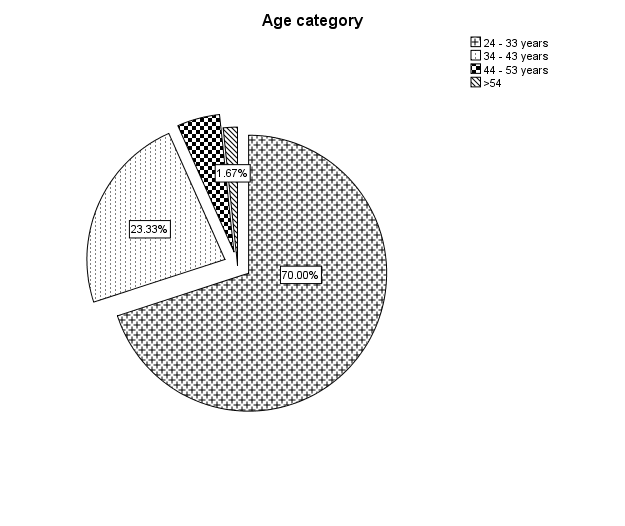 Age category
24 - 33 years
34 - 43 years
44 - 53 years
>54
1.67%
23.33%
70.00%